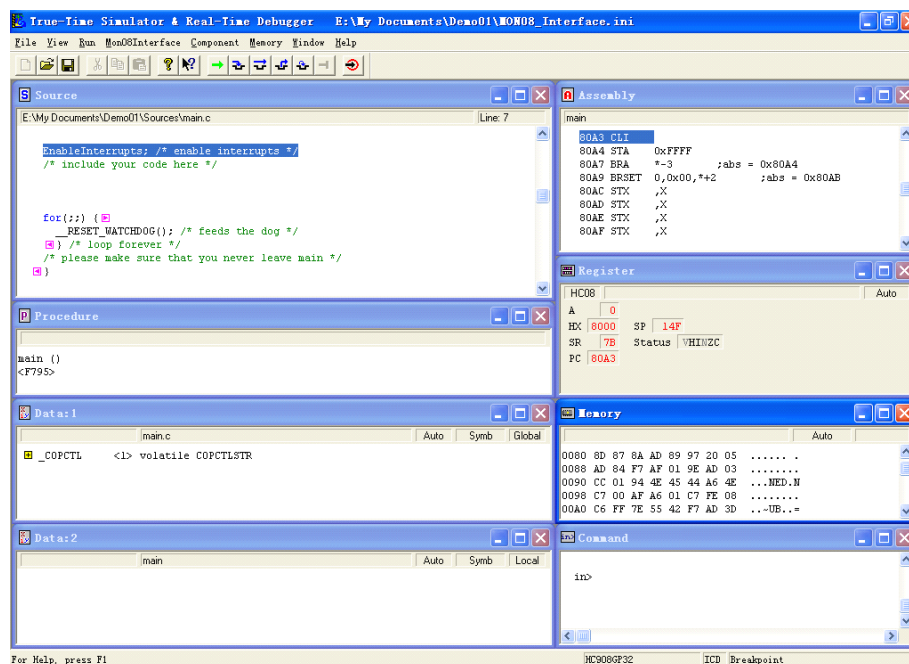 True-Time Simulator & Real-Time Debugger E:\My Documents\Demo01\MON08_Interface.ini
File View Run Mon08Interface Component Memory Window Help
Source
E:\My Documents\Demo01\Sources\main.c Line: 7
EnableInterrupts; /* enable interrupts */
/* include your code here */
for(;;) {
__RESET_WATCHDOG(); /* feeds the dog */
} /* loop forever */
/* please make sure that you never leave main */
}
Assembly
main
80A3 CLI
80A4 STA 0xFFFF
80A7 BRA *-3 ;abs = 0x80A4
80A9 BRSET 0,0x00,*+2 ;abs = 0x80AB
80AC STX ,X
80AD STX ,X
80AE STX ,X
80AF STX ,X
Register
HC08 Auto
A 0
HX 8000 SP 14F
SR 7B Status VHINZC
PC 80A3
Procedure
main ()
<F795>
Data:1
main.c Auto Symb Global
_COPCTL <1> volatile COPCTLSTR
Memory
Auto
0080 8D 87 8A AD 89 97 20 05 ...... .
0088 AD 84 F7 AF 01 9E AD 03 ........
0090 CC 01 94 4E 45 44 A6 4E ...NED.N
0098 C7 00 AF A6 01 C7 FE 08 ........
00A0 C6 FF 7E 55 42 F7 AD 3D ..~UB..=
Data:2
main Auto Symb Local
Command
in>
For Help, press F1 HC908GP32 ICD Breakpoint